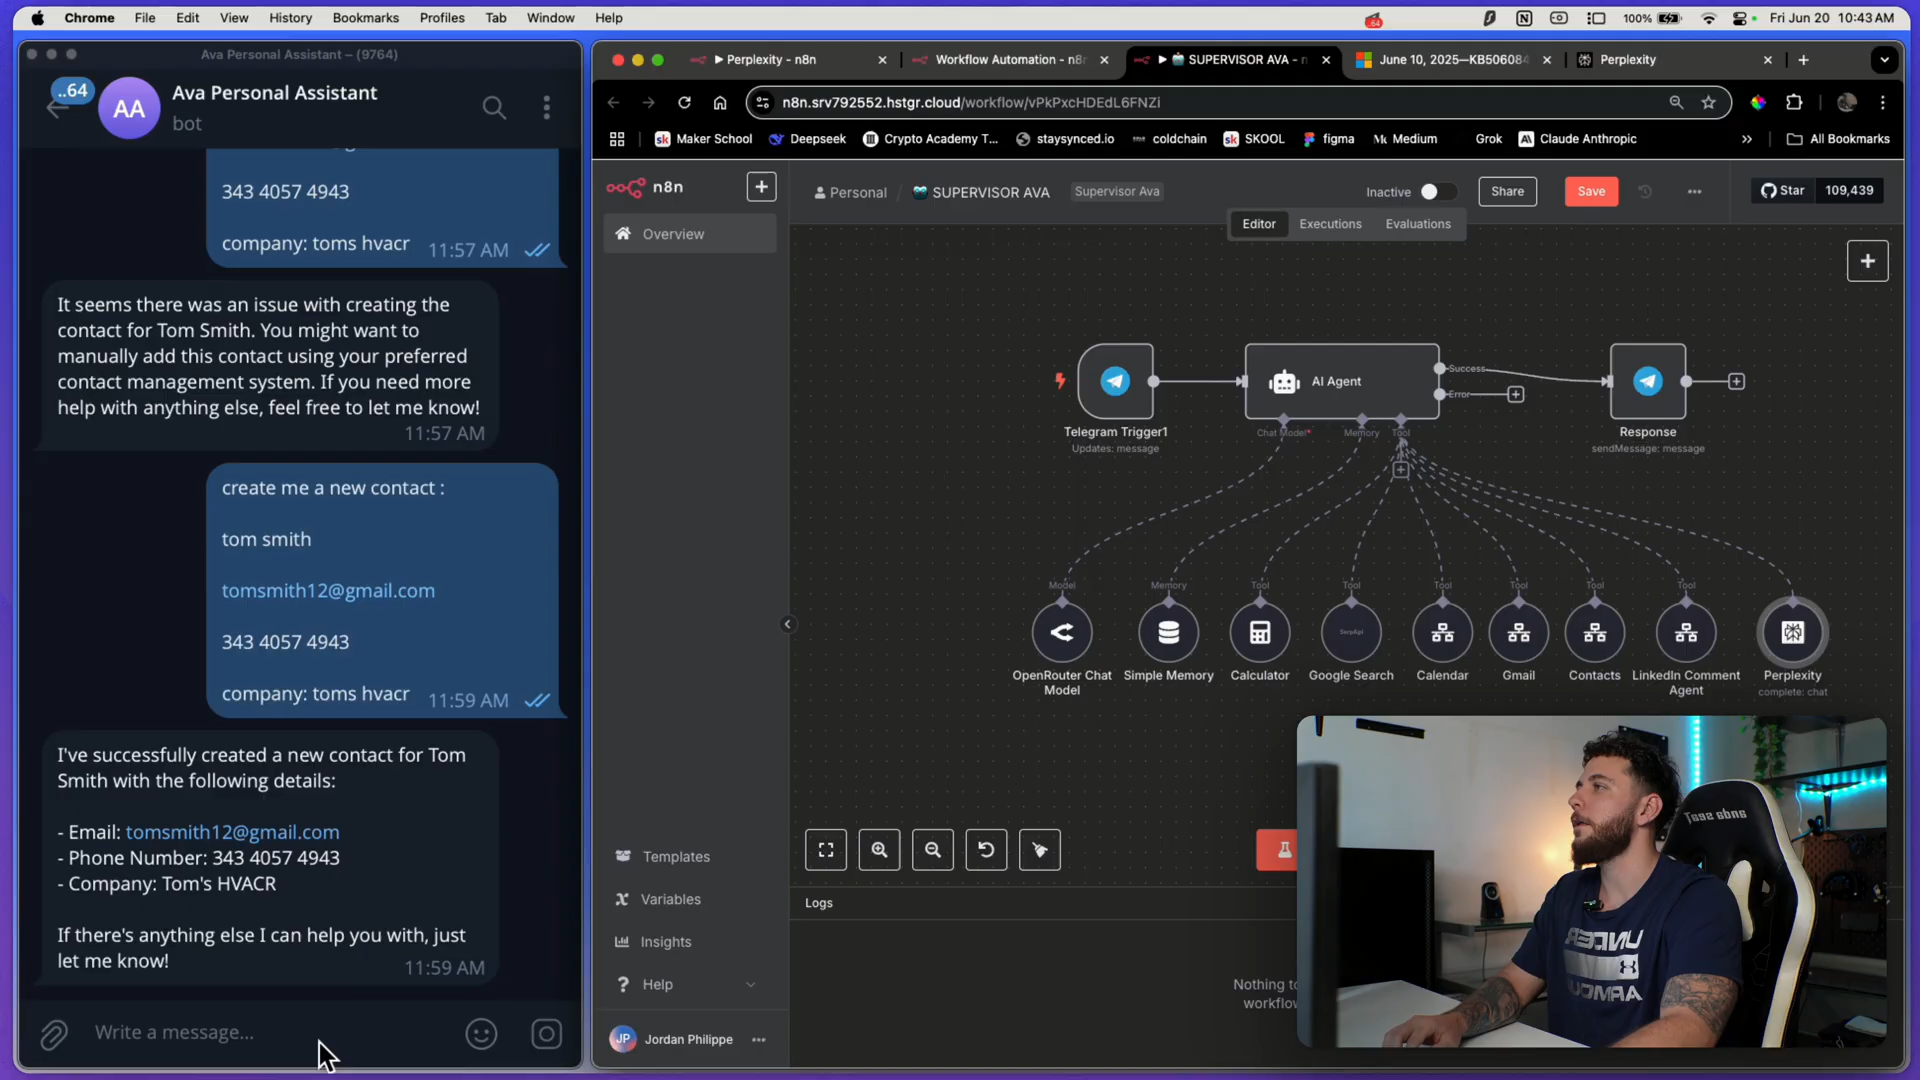 Chrome File Edit View History Bookmarks Profiles Tab Window Help
64
100% Fri Jun 20 10:43 AM
Ava Personal Assistant – (9764)
..64
AA
Ava Personal Assistant
bot
343 4057 4943
company: toms hvacr 11:57 AM
It seems there was an issue with creating the
contact for Tom Smith. You might want to
manually add this contact using your preferred
contact management system. If you need more
help with anything else, feel free to let me know!
11:57 AM
create me a new contact :
tom smith
tomsmith12@gmail.com
343 4057 4943
company: toms hvacr 11:59 AM
I've successfully created a new contact for Tom
Smith with the following details:
- Email: tomsmith12@gmail.com
- Phone Number: 343 4057 4943
- Company: Tom's HVACR
If there's anything else I can help you with, just
let me know!
11:59 AM
Write a message...
Perplexity - n8n
Workflow Automation - n8n
SUPERVISOR AVA - n
June 10, 2025—KB506084
Perplexity
n8n.srv792552.hstgr.cloud/workflow/vPkPxcHDEdL6FNZi
sk Maker School
Deepseek
Crypto Academy T...
staysynced.io
coldchain
sk SKOOL
figma
Medium
Grok
Claude Anthropic
All Bookmarks
n8n
Overview
Templates
Variables
Insights
Help
JP Jordan Philippe
Personal / SUPERVISOR AVA Supervisor Ava
Inactive Share Save
Star 109,439
Editor Executions Evaluations
AI Agent
Success
Error
Chat Model* Memory Tool
Telegram Trigger1
Updates: message
Response
sendMessage: message
Model Memory Tool Tool Tool Tool Tool Tool
SerpApi
OpenRouter Chat
Model
Simple Memory
Calculator
Google Search
Calendar
Gmail
Contacts
LinkedIn Comment
Agent
Perplexity
complete: chat
Logs
Nothing to
workflow
UNDER
ARMOUR